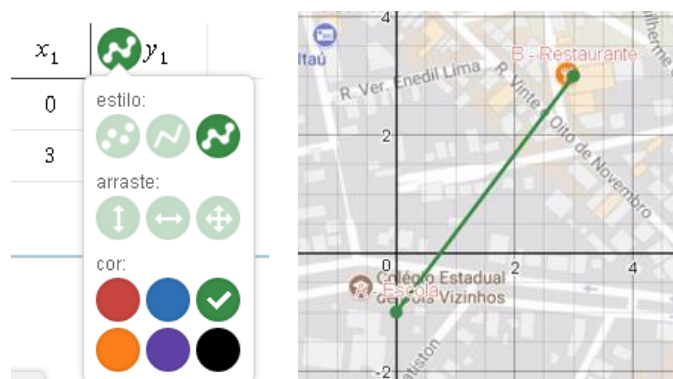 x₁ y₁
0
3
estilo:
arraste:
cor:
4
Itaú
B - Restaurante
R. Ver. Enedil Lima
R. Vinte e Oito de Novembro
2
0
2
4
Colégio Estadual
Escola
Vizinhos
-2